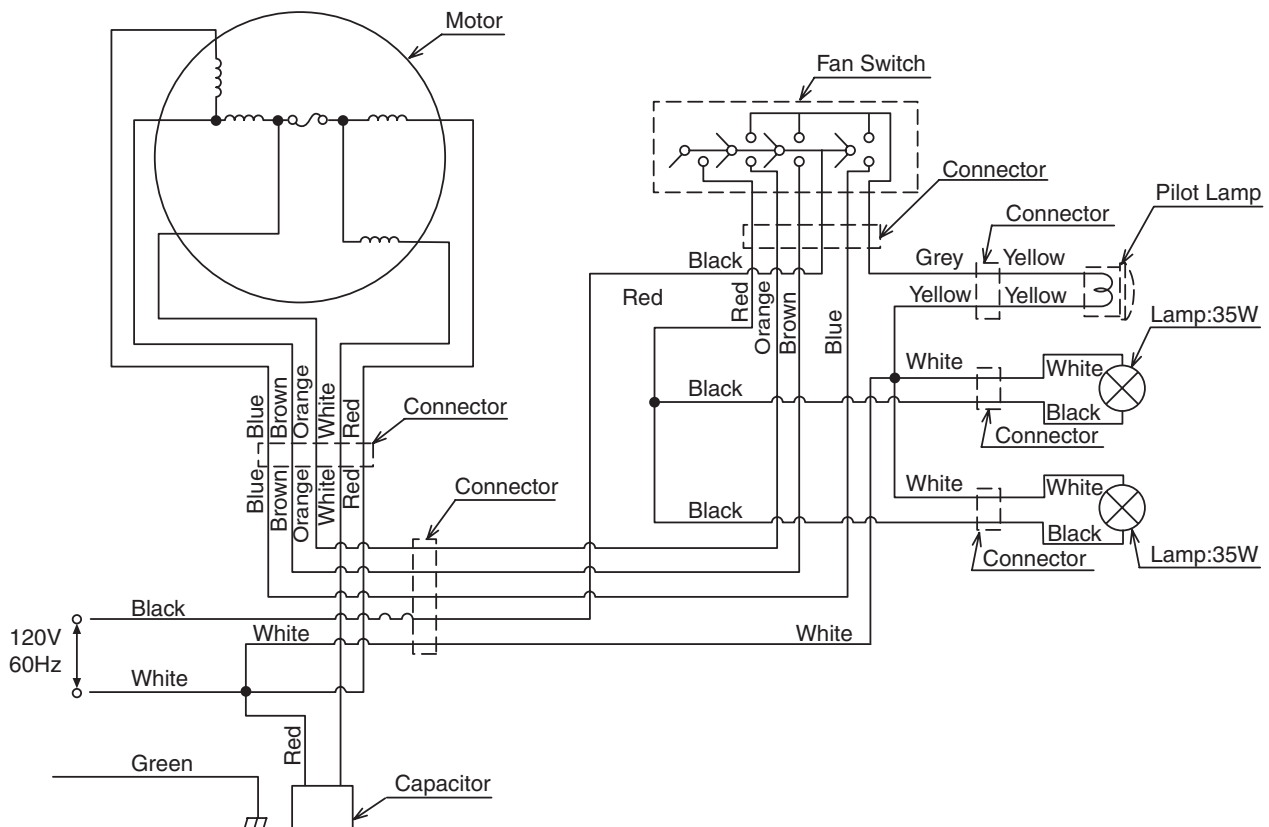 Motor
Fan Switch
Connector
Pilot Lamp
Connector
Black
Grey
Yellow
Red
Red
Orange
Brown
Blue
Yellow
Yellow
Lamp:35W
White
White
Black
Black
Connector
Blue
Brown
Orange
White
Red
Connector
Blue
Brown
Orange
White
Red
Connector
White
White
Black
Black
Connector
Lamp:35W
Black
120V
60Hz
White
White
White
Red
Green
Capacitor